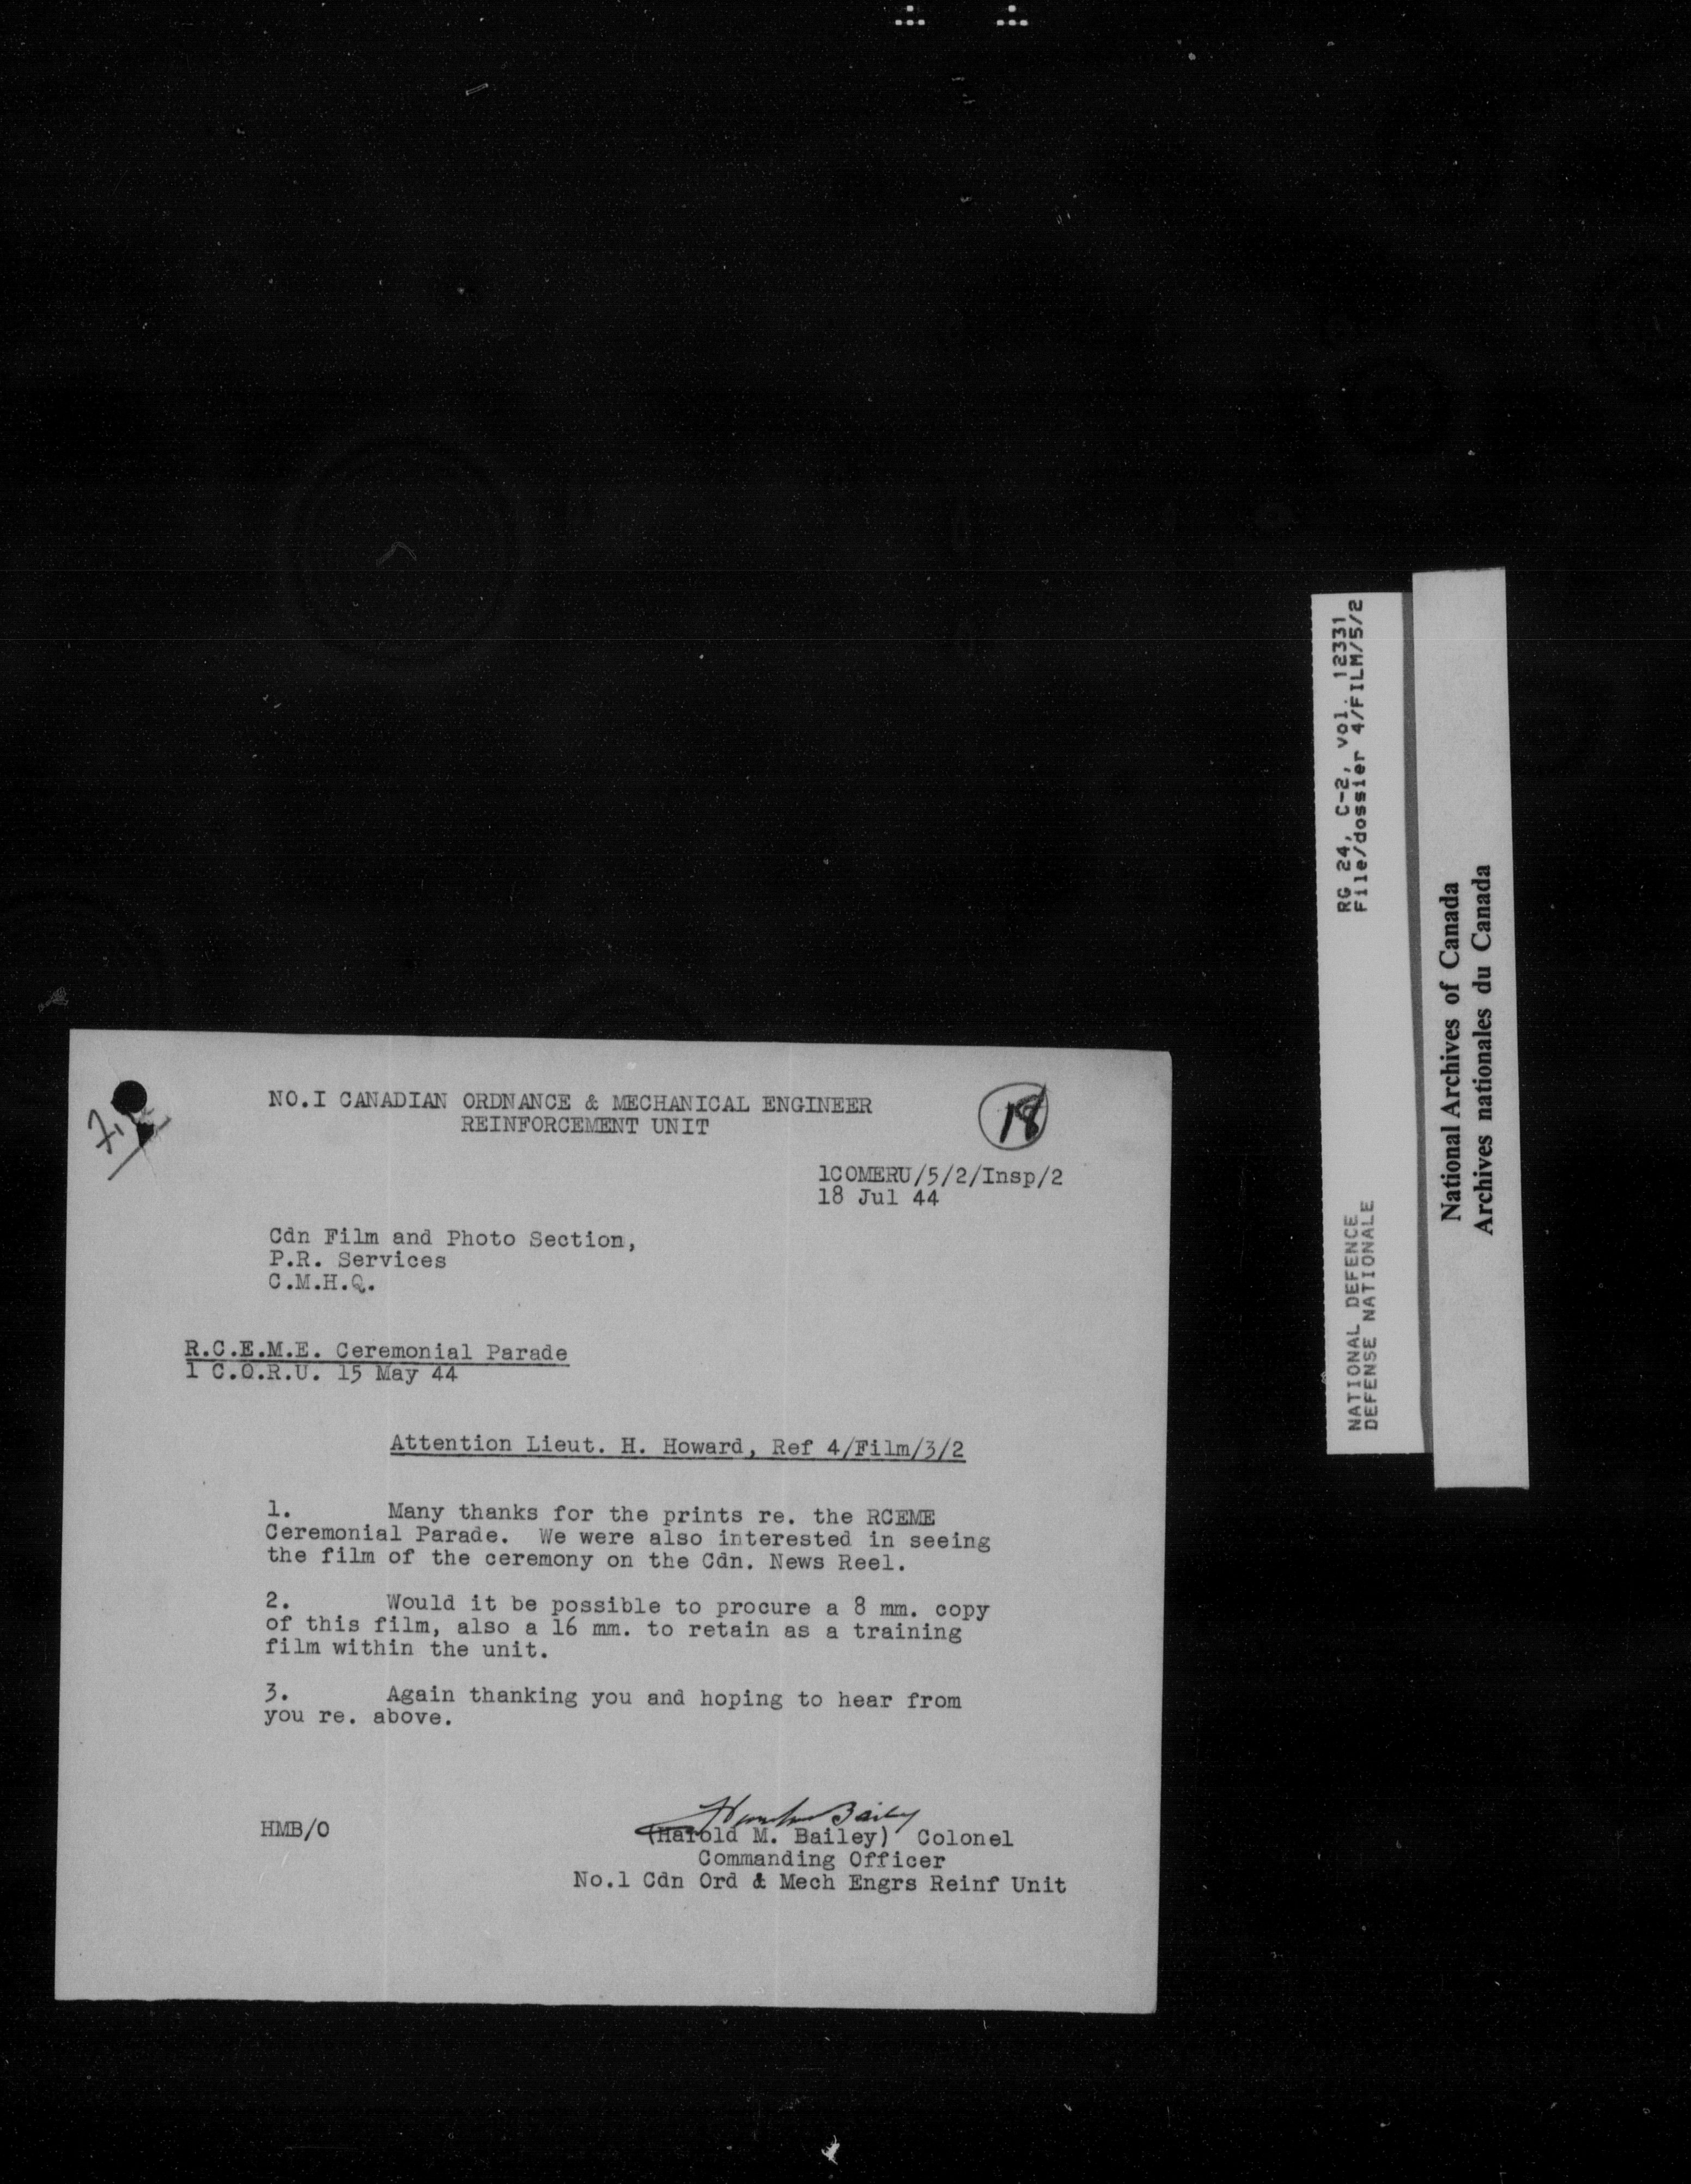 NO.I CANADIAN ORDNANCE & MECHANICAL ENGINEER
REINFORCEMENT UNIT
18
1COMERU/5/2/Insp/2
18 Jul 44
Cdn Film and Photo Section,
P.R. Services
C.M.H.Q.
R.C.E.M.E. Ceremonial Parade
1 C.O.R.U. 15 May 44
Attention Lieut. H. Howard, Ref 4/Film/3/2
1. Many thanks for the prints re. the RCEME
Ceremonial Parade. We were also interested in seeing
the film of the ceremony on the Cdn. News Reel.
2. Would it be possible to procure a 8 mm. copy
of this film, also a 16 mm. to retain as a training
film within the unit.
3. Again thanking you and hoping to hear from
you re. above.
HMB/O
(Harold M. Bailey) Colonel
Commanding Officer
No.1 Cdn Ord & Mech Engrs Reinf Unit
RG 24, C-2, vol. 12331
File/dossier 4/FILM/5/2
NATIONAL DEFENCE
DEFENSE NATIONALE
National Archives of Canada
Archives nationales du Canada